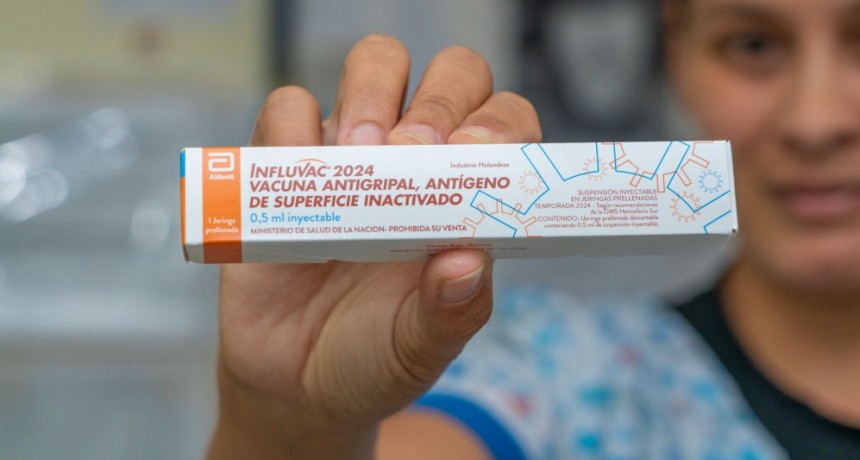 Abbott
1 Jeringa
prellenada
INFLUVAC® 2024
Industria Holandesa
VACUNA ANTIGRIPAL, ANTÍGENO
DE SUPERFICIE INACTIVADO
0,5 ml inyectable
MINISTERIO DE SALUD DE LA NACION- PROHIBIDA SU VENTA
SUSPENSIÓN INYECTABLE
EN JERINGAS PRELLENADAS
TEMPORADA 2024 - Según recomendaciones
de la OMS Hemisferio Sur
CONTENIDO: 1 Jeringa prellenada descartable
conteniendo 0,5 ml de suspensión inyectable.